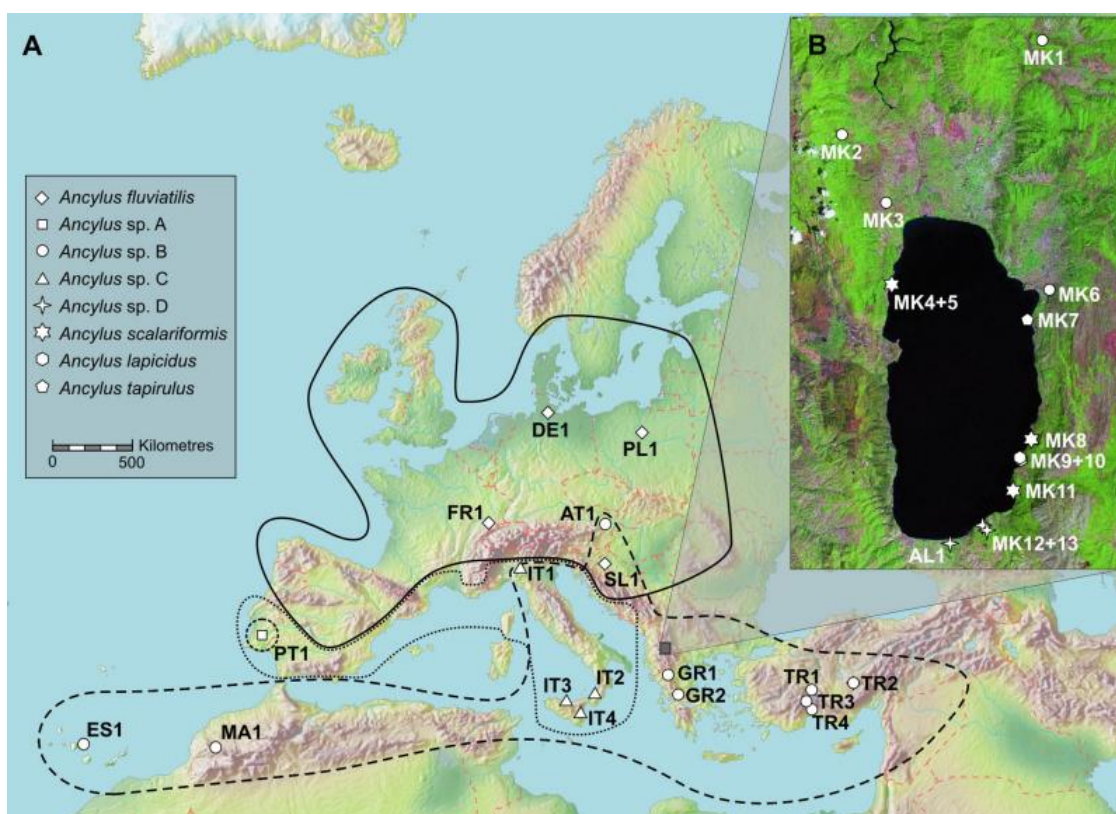 A
B
MK1
MK2
MK3
MK4+5
MK6
MK7
MK8
MK9+10
MK11
MK12+13
AL1
Ancylus fluviatilis
Ancylus sp. A
Ancylus sp. B
Ancylus sp. C
Ancylus sp. D
Ancylus scalariformis
Ancylus lapicidus
Ancylus tapirulus
Kilometres
0 500
DE1
PL1
FR1
AT1
IT1
SL1
PT1
GR1
GR2
IT2
IT3
IT4
TR1
TR2
TR3
TR4
ES1
MA1